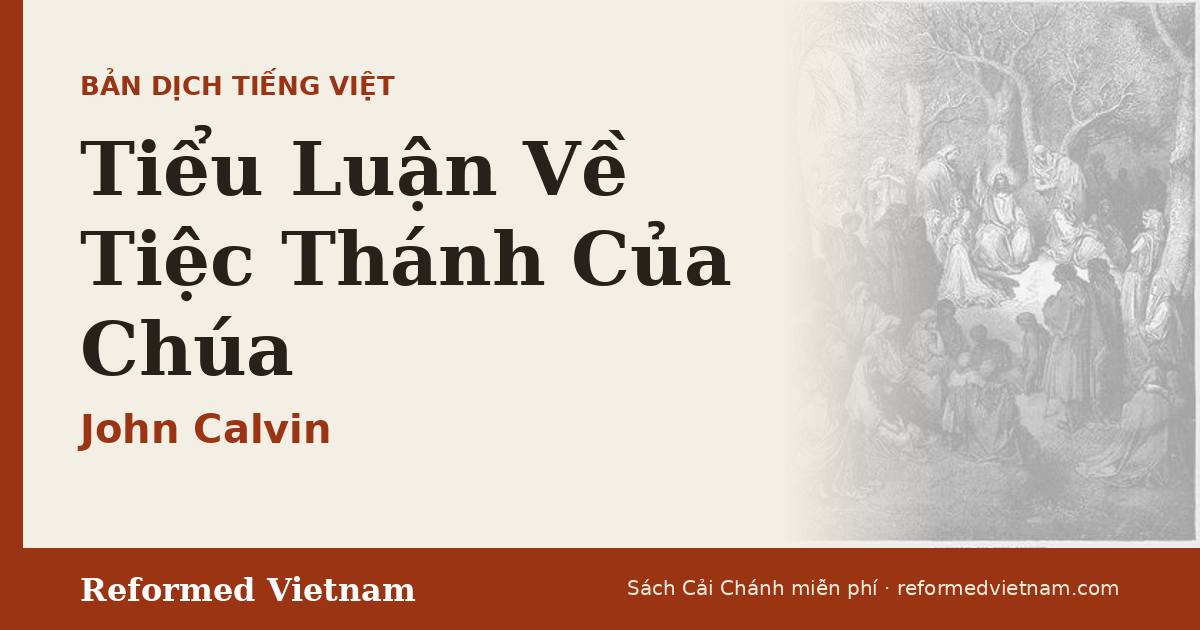 BẢN DỊCH TIẾNG VIỆT
Tiểu Luận Về
Tiệc Thánh Của
Chúa
John Calvin
Reformed Vietnam
Sách Cải Chánh miễn phí · reformedvietnam.com